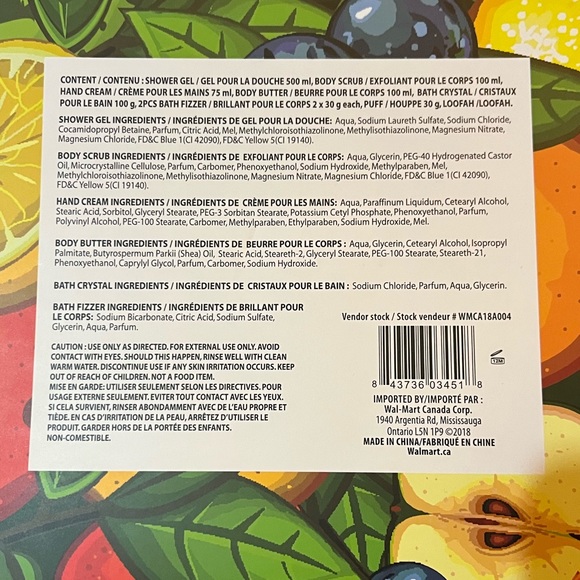 CONTENT / CONTENU : SHOWER GEL / GEL POUR LA DOUCHE 500 ml, BODY SCRUB / EXFOLIANT POUR LE CORPS 100 ml,
HAND CREAM / CRÈME POUR LES MAINS 75 ml, BODY BUTTER / BEURRE POUR LE CORPS 100 ml, BATH CRYSTAL / CRISTAUX
POUR LE BAIN 100 g, 2PCS BATH FIZZER / BRILLANT POUR LE CORPS 2 x 30 g each, PUFF / HOUPPE 30 g, LOOFAH /LOOFAH.
SHOWER GEL INGREDIENTS / INGRÉDIENTS DE GEL POUR LA DOUCHE: Aqua, Sodium Laureth Sulfate, Sodium Chloride,
Cocamidopropyl Betaine, Parfum, Citric Acid, Mel, Methylchloroisothiazolinone, Methylisothiazolinone, Magnesium Nitrate,
Magnesium Chloride, FD&C Blue 1(CI 42090), FD&C Yellow 5(CI 19140).
BODY SCRUB INGREDIENTS / INGRÉDIENTS DE EXFOLIANT POUR LE CORPS: Aqua, Glycerin, PEG-40 Hydrogenated Castor
Oil, Microcrystalline Cellulose, Parfum, Carbomer, Phenoxyethanol, Sodium Hydroxide, Methylparaben, Mel,
Methylchloroisothiazolinone, Methylisothiazolinone, Magnesium Nitrate, Magnesium Chloride, FD&C Blue 1(CI 42090),
FD&C Yellow 5(CI 19140).
HAND CREAM INGREDIENTS / INGRÉDIENTS DE CRÈME POUR LES MAINS: Aqua, Paraffinum Liquidum, Cetearyl Alcohol,
Stearic Acid, Sorbitol, Glyceryl Stearate, PEG-3 Sorbitan Stearate, Potassium Cetyl Phosphate, Phenoxyethanol, Parfum,
Polyvinyl Alcohol, PEG-100 Stearate, Carbomer, Methylparaben, Ethylparaben, Sodium Hydroxide, Mel.
BODY BUTTER INGREDIENTS / INGRÉDIENTS DE BEURRE POUR LE CORPS : Aqua, Glycerin, Cetearyl Alcohol, Isopropyl
Palmitate, Butyrospermum Parkii (Shea) Oil, Stearic Acid, Steareth-2, Glyceryl Stearate, PEG-100 Stearate, Steareth-21,
Phenoxyethanol, Caprylyl Glycol, Parfum, Carbomer, Sodium Hydroxide.
BATH CRYSTAL INGREDIENTS / INGRÉDIENTS DE CRISTAUX POUR LE BAIN : Sodium Chloride, Parfum, Aqua, Glycerin.
BATH FIZZER INGREDIENTS / INGRÉDIENTS DE BRILLANT POUR
LE CORPS: Sodium Bicarbonate, Citric Acid, Sodium Sulfate,
Glycerin, Aqua, Parfum.
CAUTION : USE ONLY AS DIRECTED. FOR EXTERNAL USE ONLY. AVOID
CONTACT WITH EYES. SHOULD THIS HAPPEN, RINSE WELL WITH CLEAN
WARM WATER. DISCONTINUE USE IF ANY SKIN IRRITATION OCCURS. KEEP
OUT OF REACH OF CHILDREN. NOT A FOOD ITEM.
MISE EN GARDE: UTILISER SEULEMENT SELON LES DIRECTIVES. POUR
USAGE EXTERNE SEULEMENT. EVITER TOUT CONTACT AVEC LES YEUX.
SI CELA SURVIENT, RINSER ABONDAMMENT AVEC DE L'EAU PROPRE ET
TIÈDE. EN CAS D'IRRITATION DE LA PEAU, ARRÊTEZ D'UTILISER LE
PRODUIT. GARDER HORS DE LA PORTÉE DES ENFANTS.
NON-COMESTIBLE.
Vendor stock / Stock vendeur # WMCA18A004
8 43736 03451 8
12M
IMPORTED BY/IMPORTÉ PAR :
Wal-Mart Canada Corp.
1940 Argentia Rd, Mississauga
Ontario L5N 1P9 ©2018
MADE IN CHINA/FABRIQUÉ EN CHINE
Walmart.ca